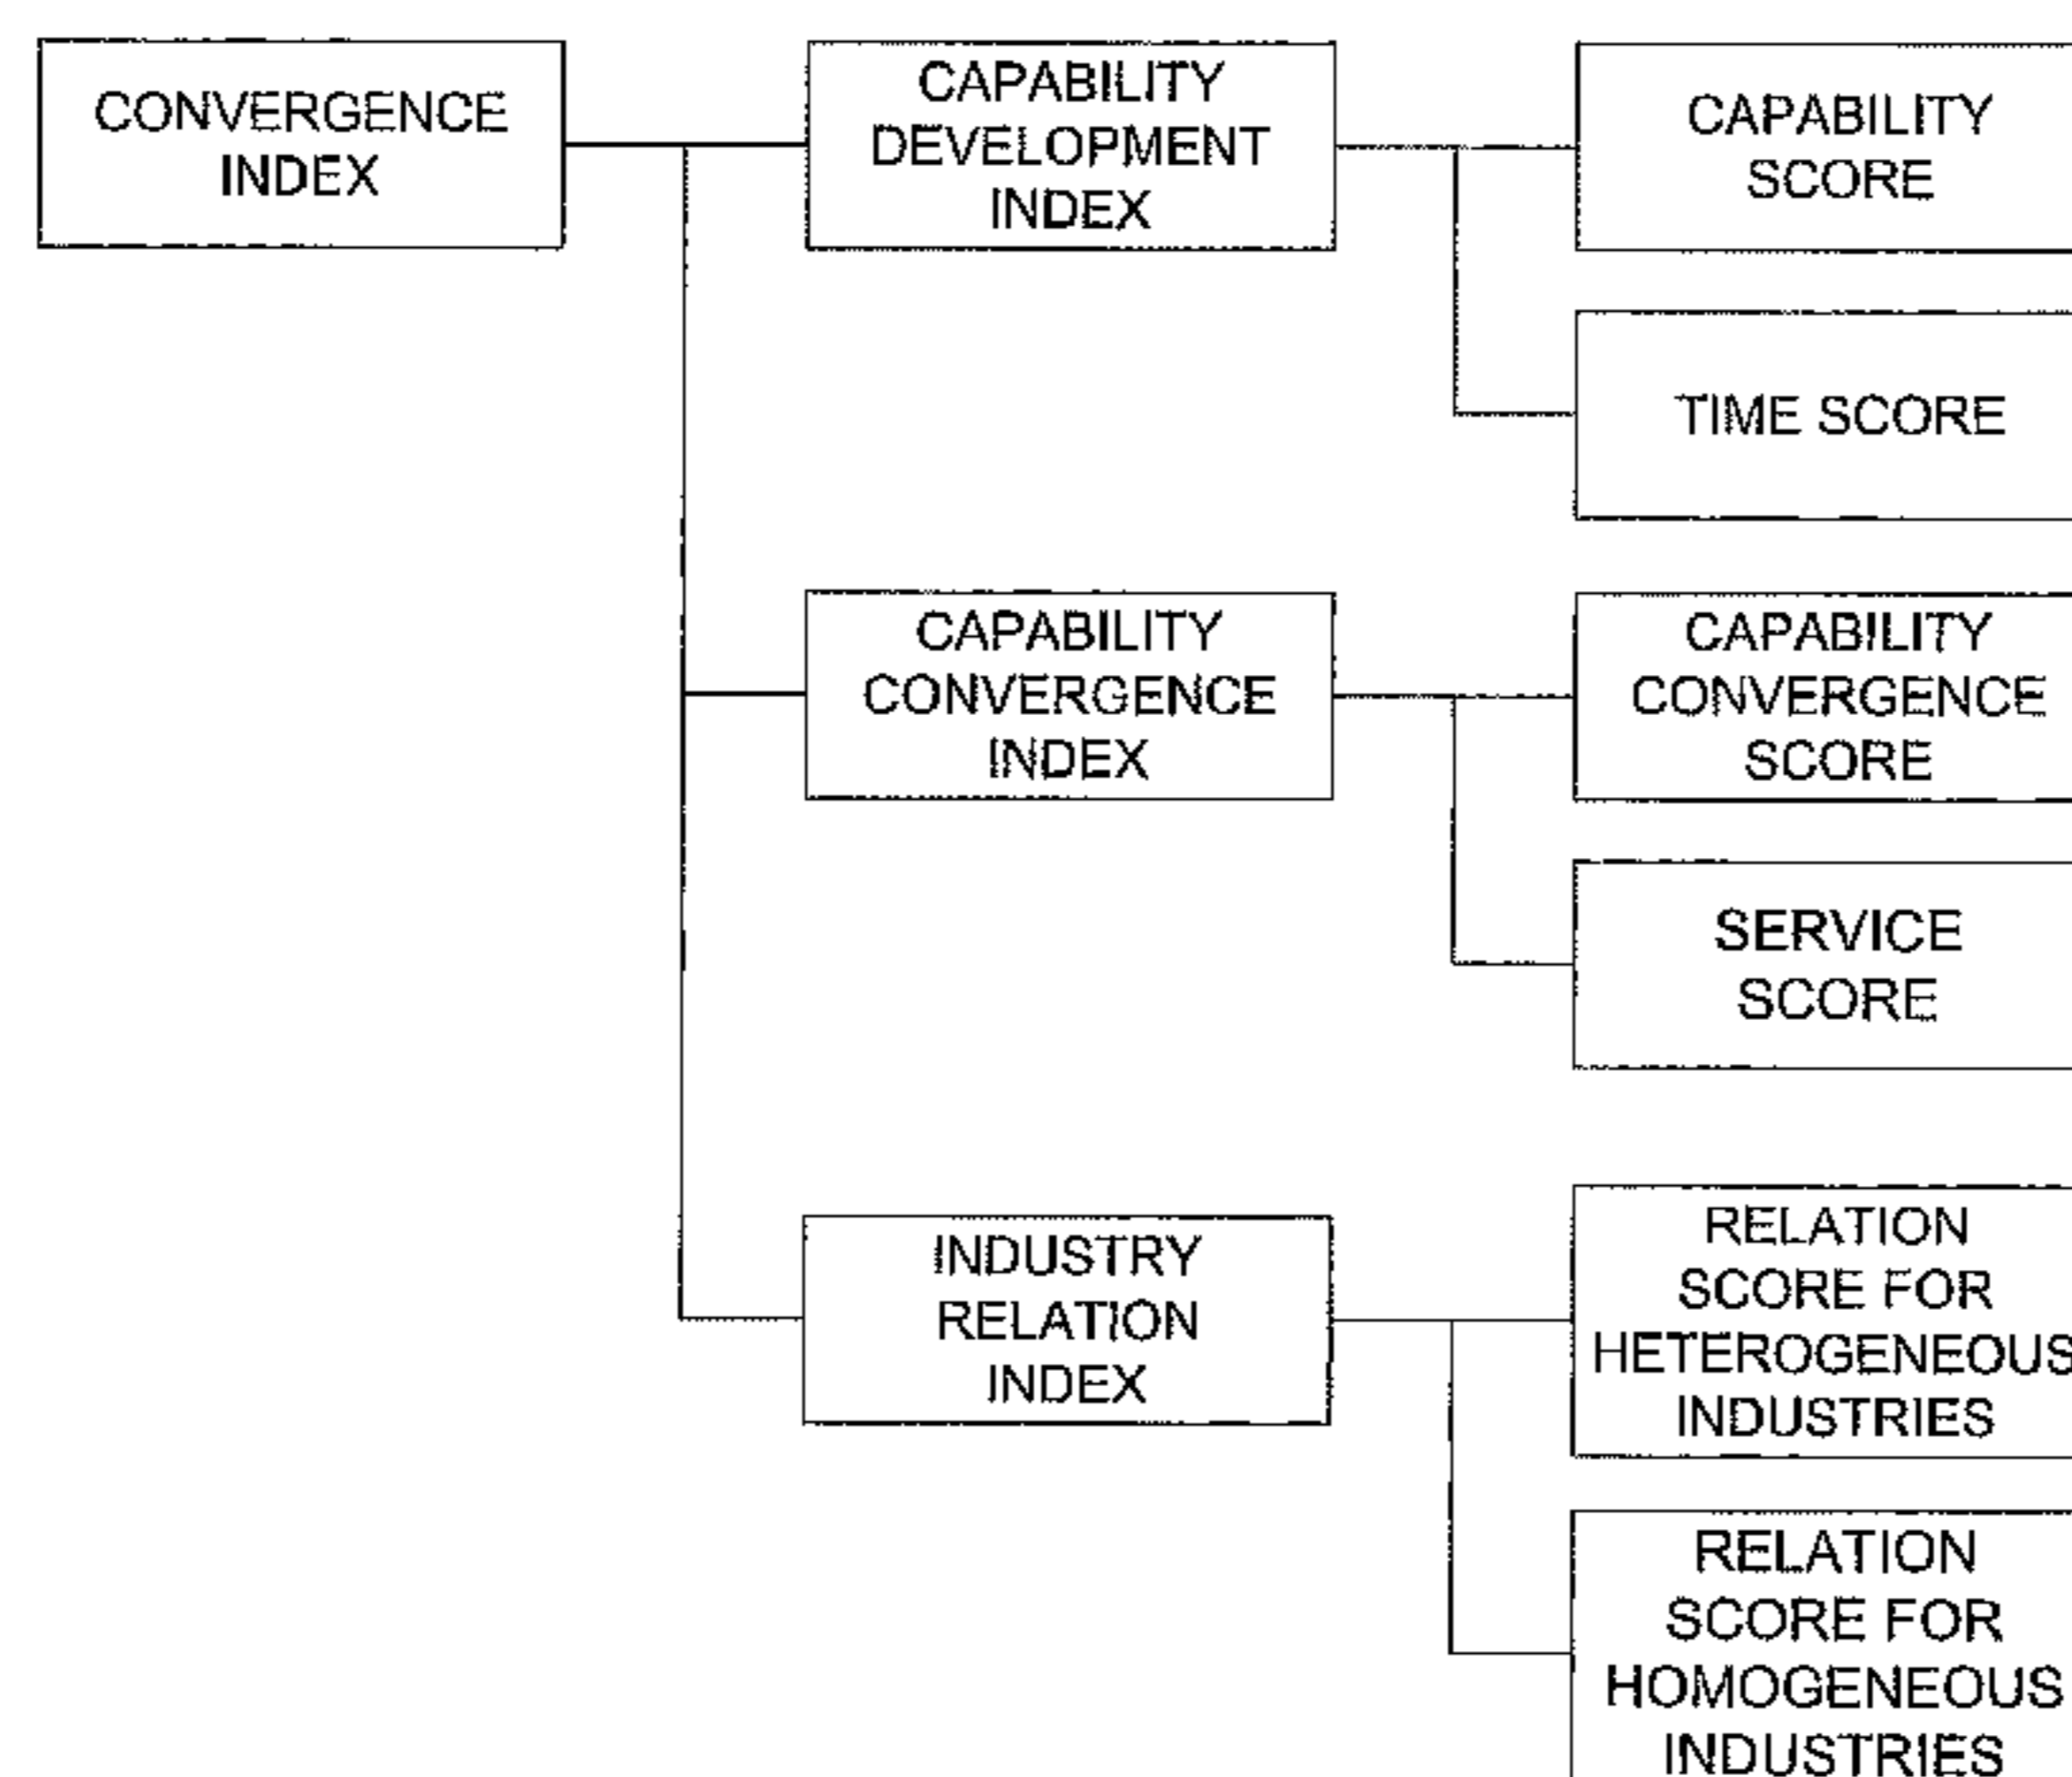 CONVERGENCE
INDEX
CAPABILITY
DEVELOPMENT
INDEX
CAPABILITY
SCORE
TIME SCORE
CAPABILITY
CONVERGENCE
INDEX
CAPABILITY
CONVERGENCE
SCORE
SERVICE
SCORE
INDUSTRY
RELATION
INDEX
RELATION
SCORE FOR
HETEROGENEOUS
INDUSTRIES
RELATION
SCORE FOR
HOMOGENEOUS
INDUSTRIES